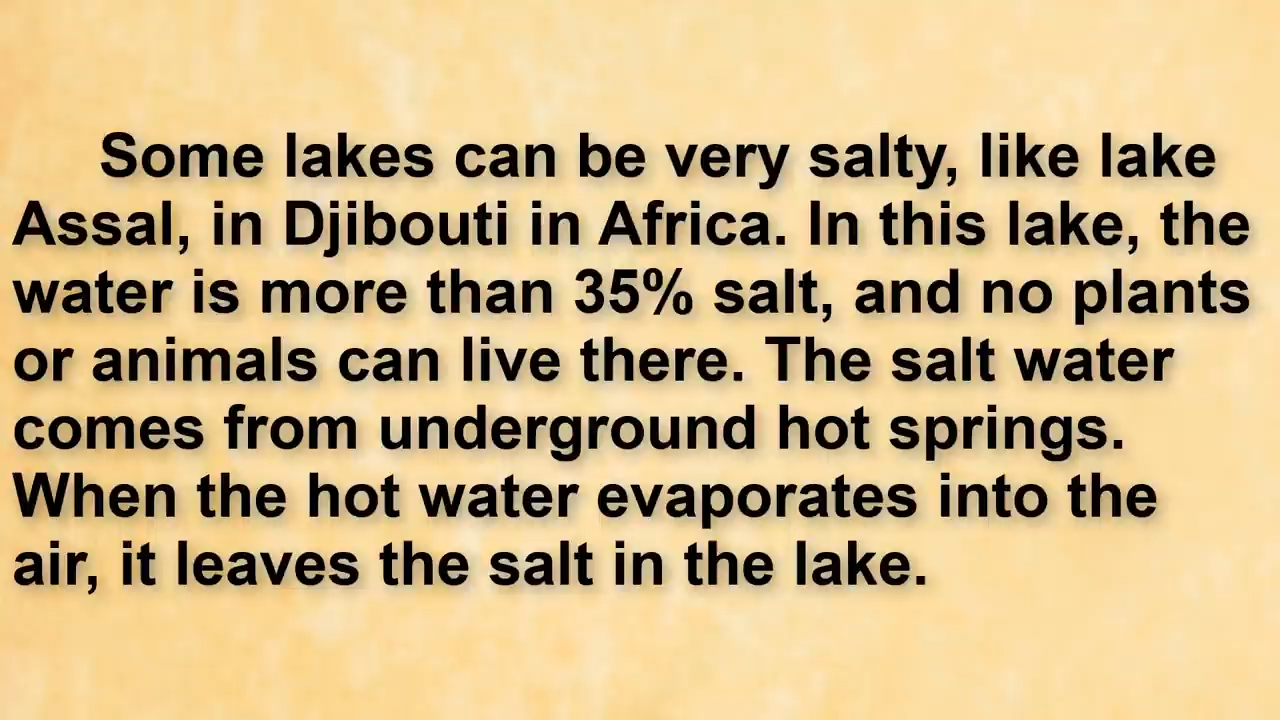 Some lakes can be very salty, like lake
Assal, in Djibouti in Africa. In this lake, the
water is more than 35% salt, and no plants
or animals can live there. The salt water
comes from underground hot springs.
When the hot water evaporates into the
air, it leaves the salt in the lake.